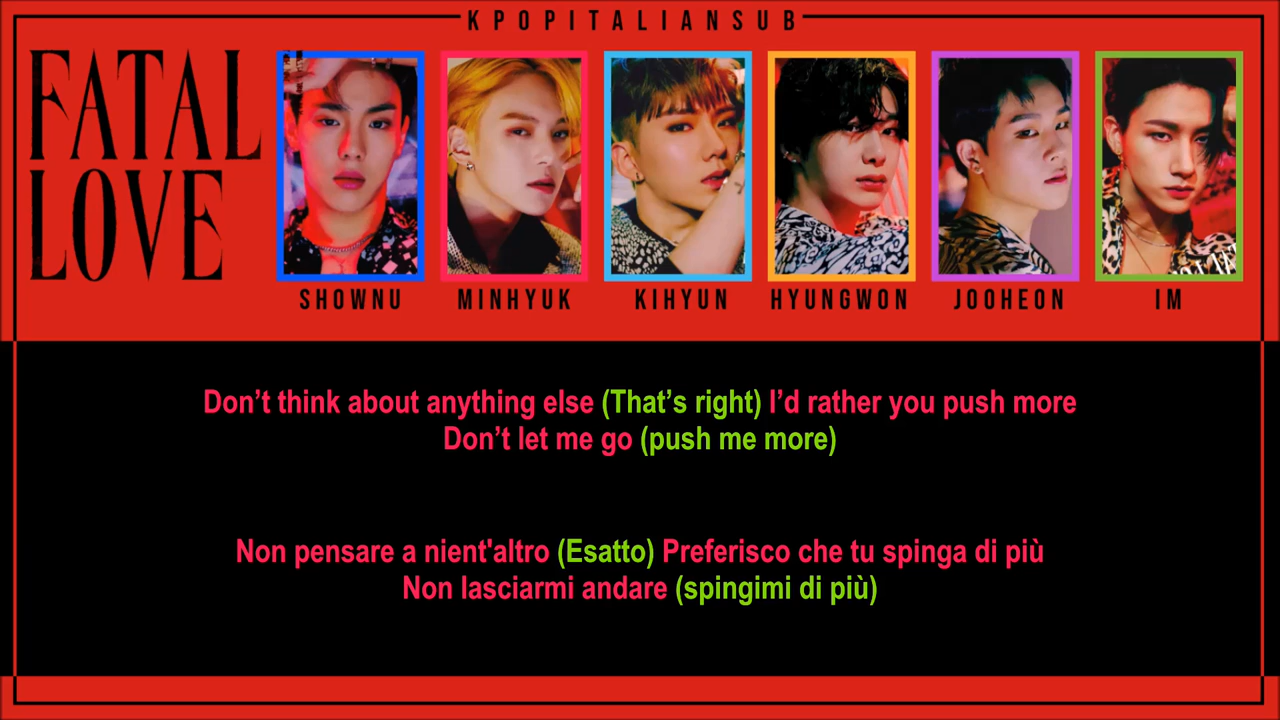 KPOPITALIANSUB
FATAL
LOVE
SHOWNU MINHYUK KIHYUN HYUNGWON JOOHEON IM
Don’t think about anything else (That’s right) I’d rather you push more
Don’t let me go (push me more)
Non pensare a nient'altro (Esatto) Preferisco che tu spinga di più
Non lasciarmi andare (spingimi di più)